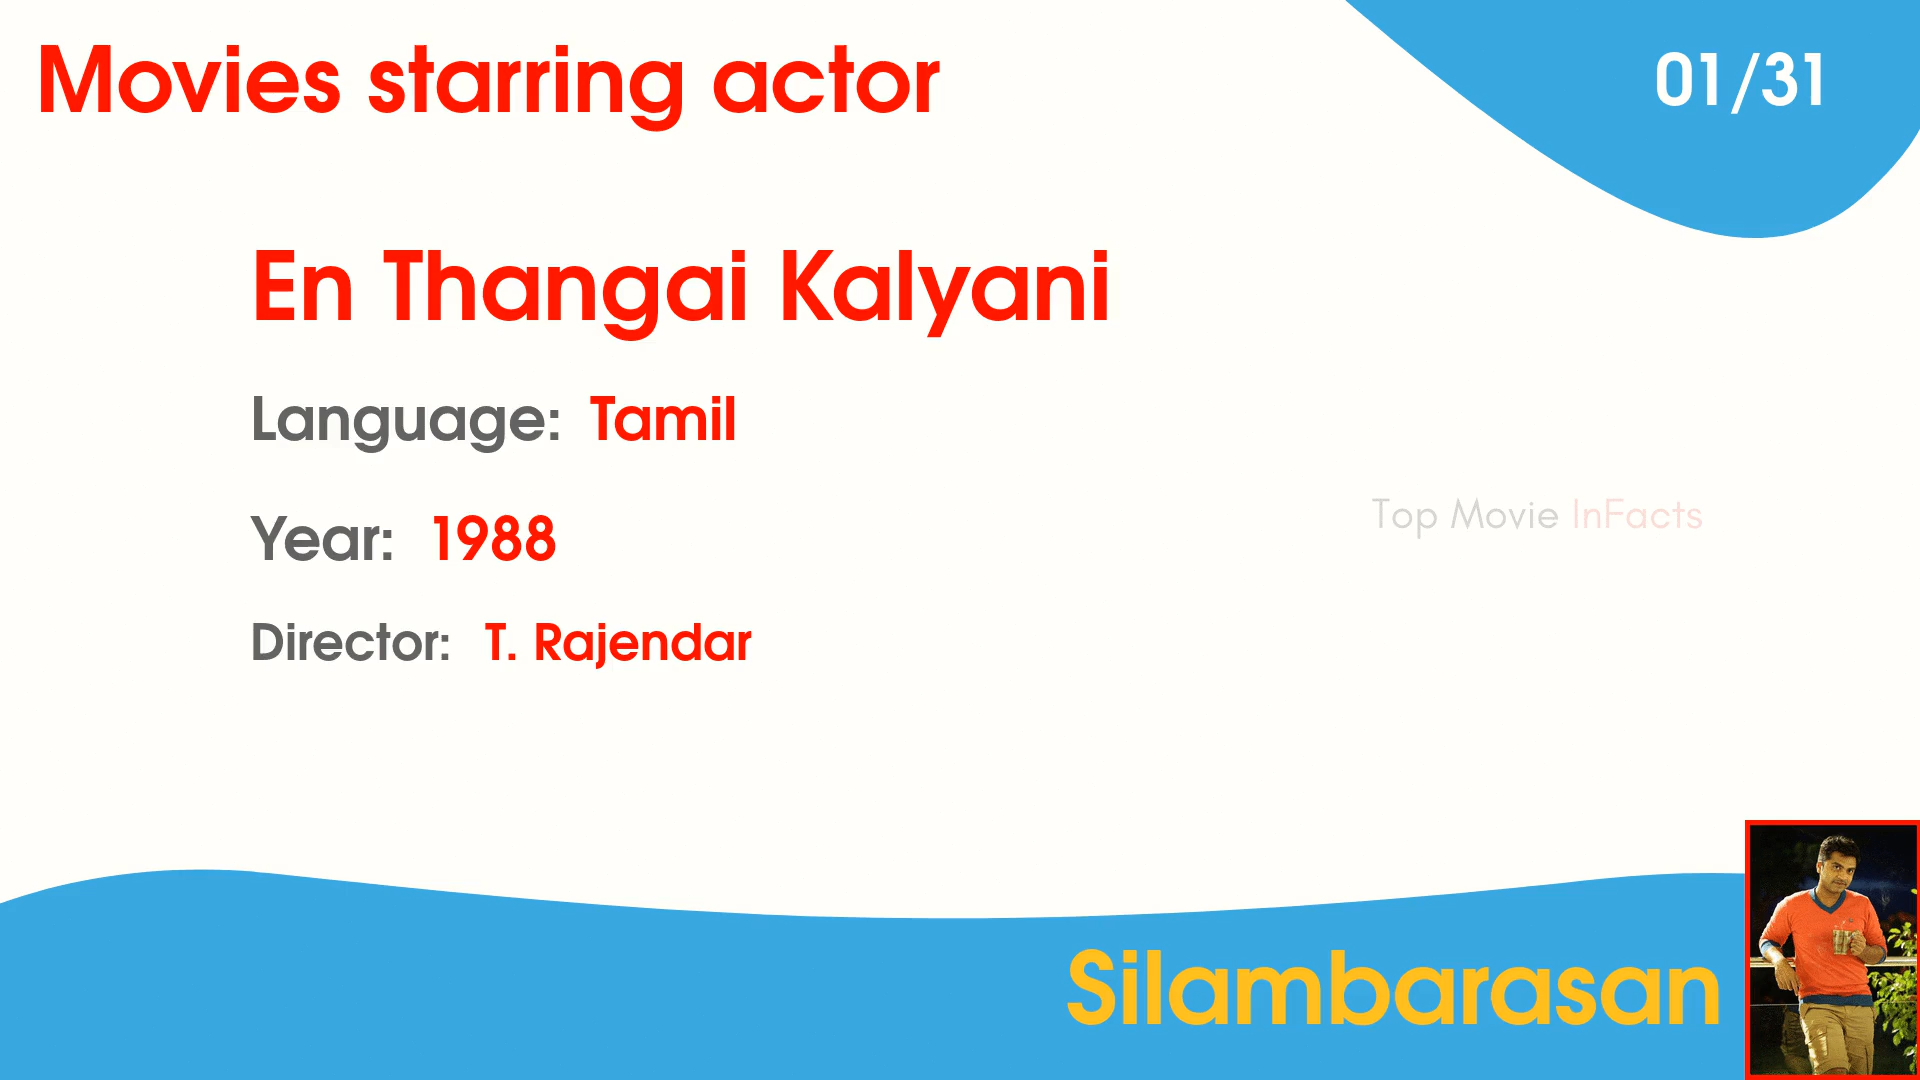 Movies starring actor
01/31
En Thangai Kalyani
Language: Tamil
Year: 1988
Top Movie InFacts
Director: T. Rajendar
Silambarasan